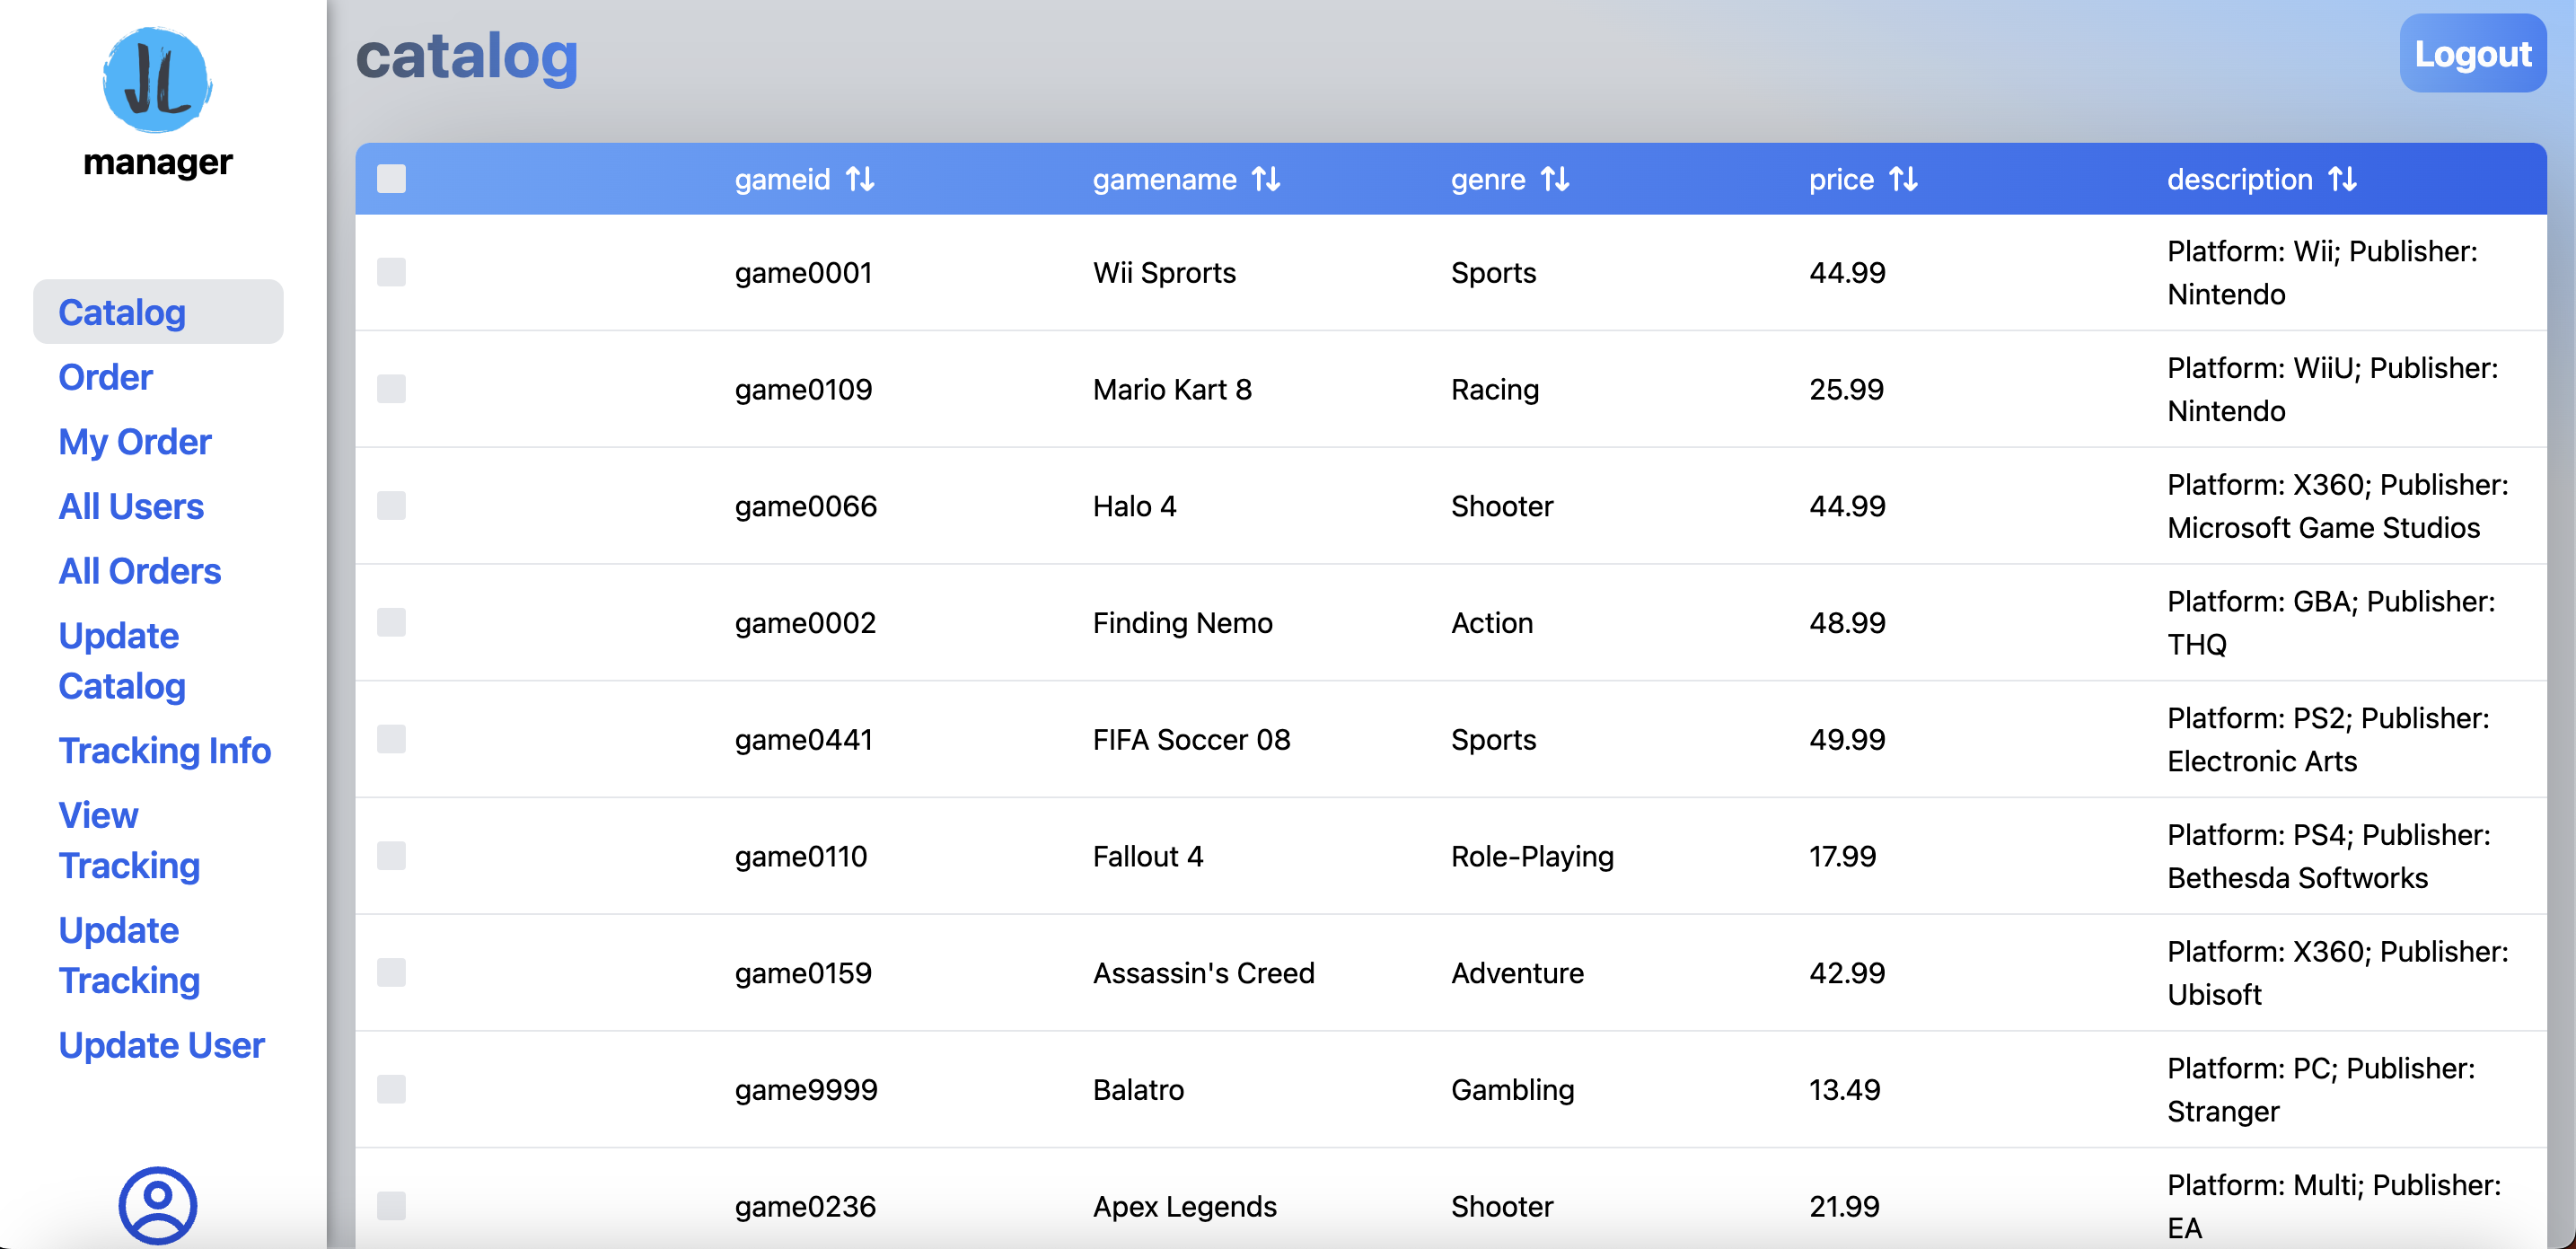 JL
manager
Catalog
Order
My Order
All Users
All Orders
Update
Catalog
Tracking Info
View
Tracking
Update
Tracking
Update User
catalog
Logout
gameid gamename genre price description
game0001 Wii Sprorts Sports 44.99 Platform: Wii; Publisher:
Nintendo
game0109 Mario Kart 8 Racing 25.99 Platform: WiiU; Publisher:
Nintendo
game0066 Halo 4 Shooter 44.99 Platform: X360; Publisher:
Microsoft Game Studios
game0002 Finding Nemo Action 48.99 Platform: GBA; Publisher:
THQ
game0441 FIFA Soccer 08 Sports 49.99 Platform: PS2; Publisher:
Electronic Arts
game0110 Fallout 4 Role-Playing 17.99 Platform: PS4; Publisher:
Bethesda Softworks
game0159 Assassin's Creed Adventure 42.99 Platform: X360; Publisher:
Ubisoft
game9999 Balatro Gambling 13.49 Platform: PC; Publisher:
Stranger
game0236 Apex Legends Shooter 21.99 Platform: Multi; Publisher:
EA